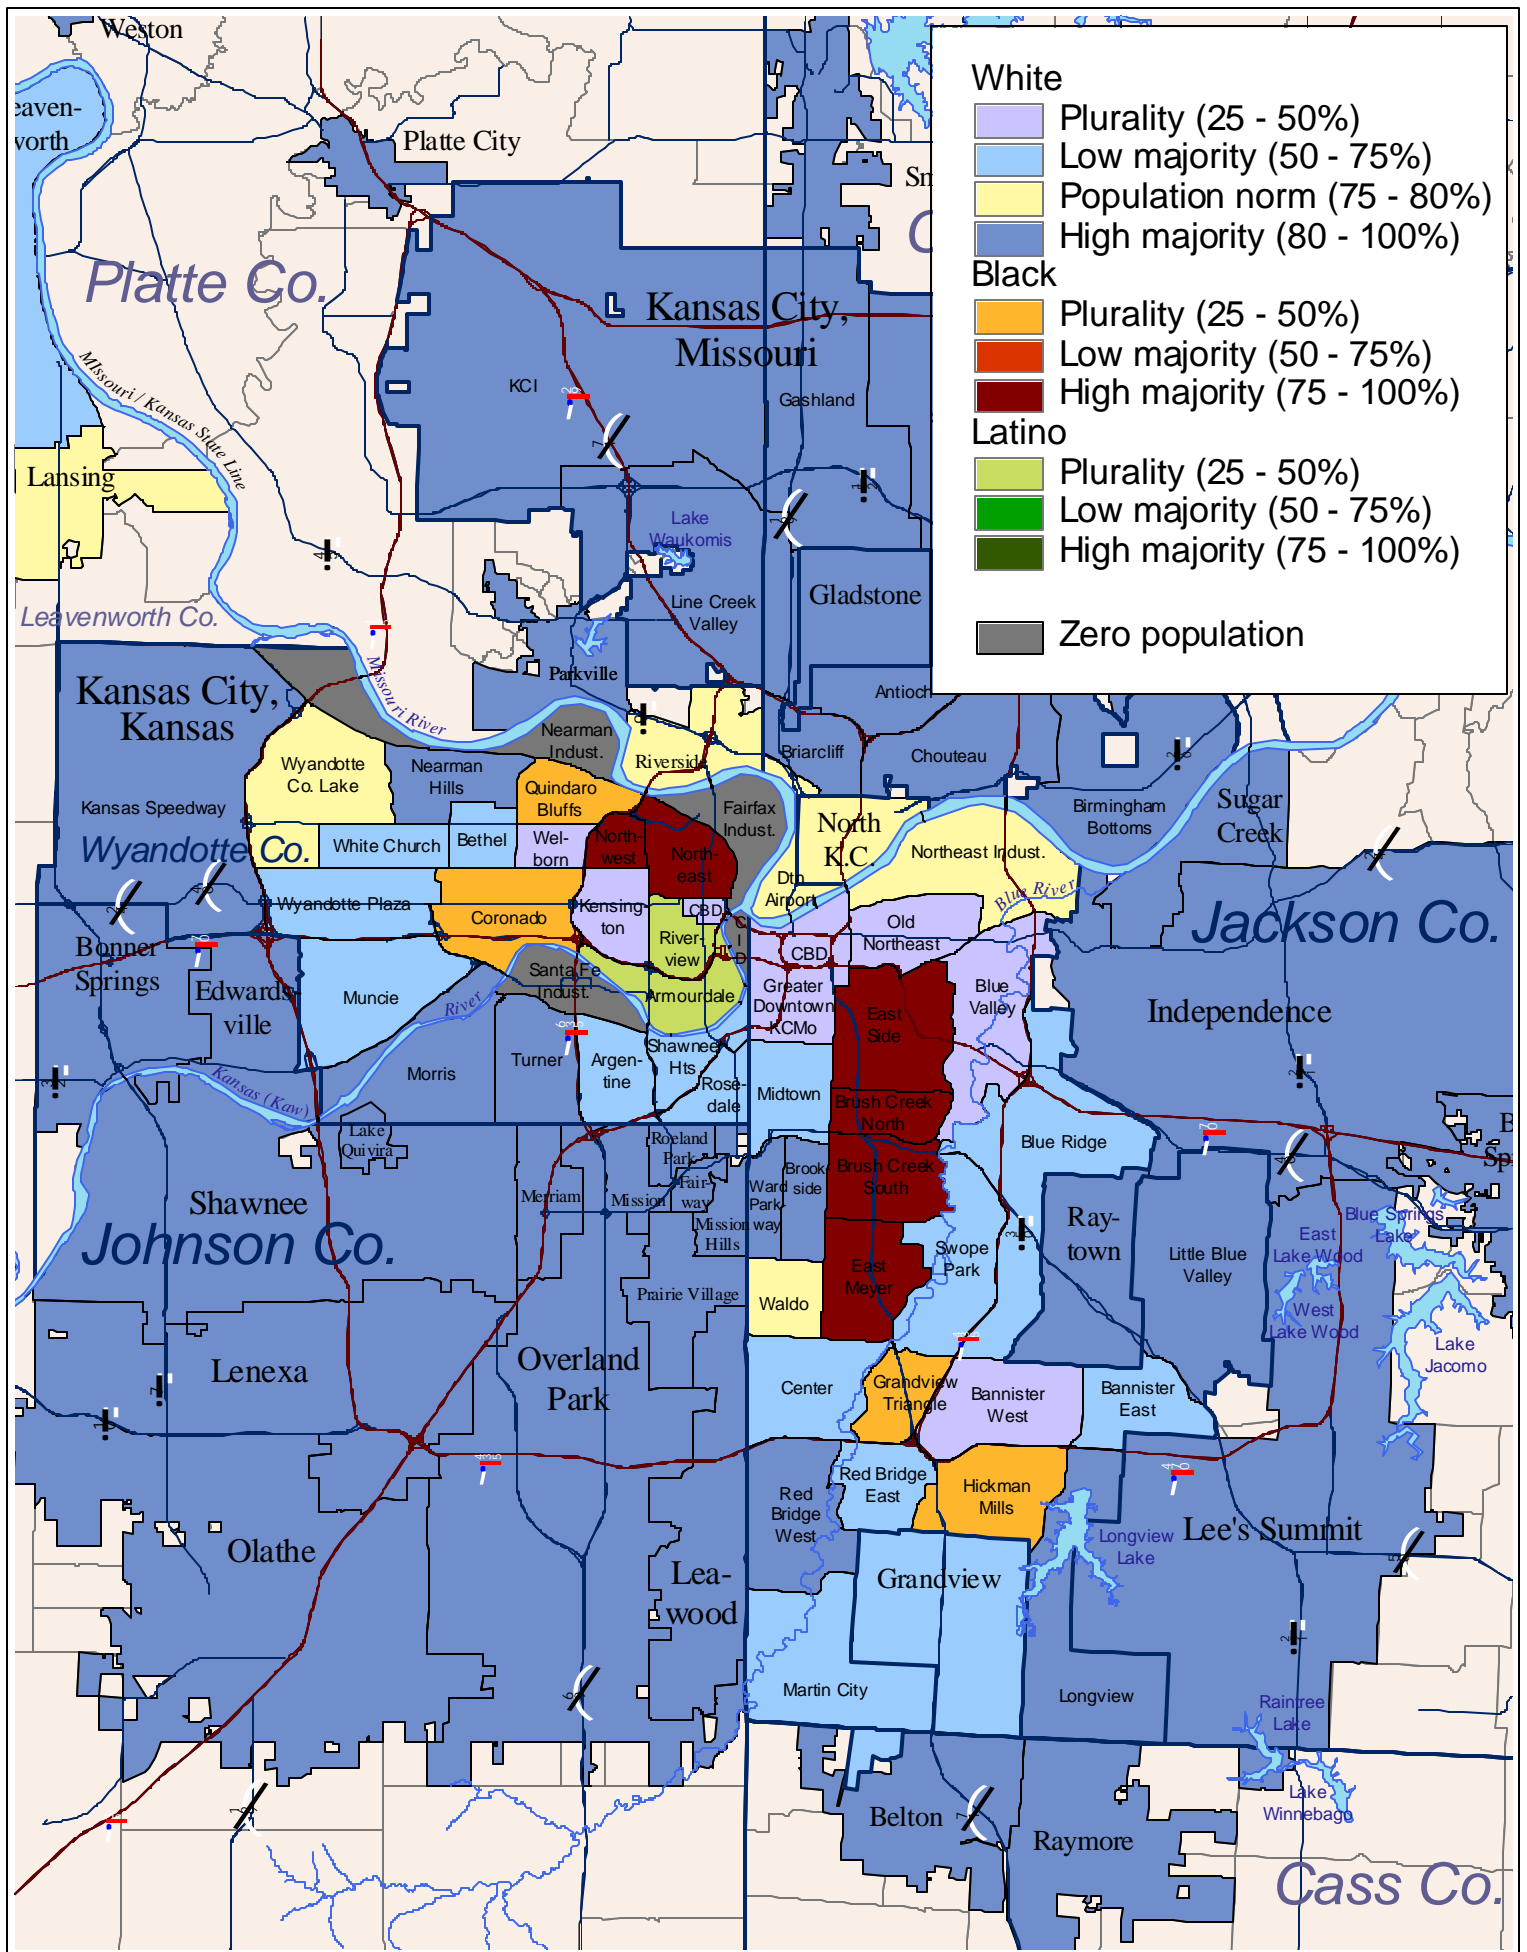 Weston
eaven-
worth
Platte City
Sm
C
Platte Co.
Kansas City,
Missouri
KCI
Gashland
MIssouri / Kansas State Line
Lansing
Lake
Waukomis
Leavenworth Co.
Line Creek
Valley
Gladstone
White
Plurality (25 - 50%)
Low majority (50 - 75%)
Population norm (75 - 80%)
High majority (80 - 100%)
Black
Plurality (25 - 50%)
Low majority (50 - 75%)
High majority (75 - 100%)
Latino
Plurality (25 - 50%)
Low majority (50 - 75%)
High majority (75 - 100%)
Zero population
Kansas City,
Kansas
Missouri River
Parkville
Antioch
Nearman
Indust.
Riverside
Briarcliff
Chouteau
Wyandotte
Co. Lake
Nearman
Hills
Quindaro
Bluffs
Kansas Speedway
Fairfax
Indust.
North
K.C.
Birmingham
Bottoms
Sugar
Creek
Wyandotte Co.
White Church
Bethel
Wel-
born
North-
west
North-
east
Northeast Indust.
Dtn
Airport
Blue River
Wyandotte Plaza
Coronado
Kensing-
ton
CBD
C
I
D
Old
Northeast
Jackson Co.
Bonner
Springs
Edwards-
ville
Muncie
River
Santa Fe
Indust.
River-
view
Armourdale
CBD
Greater
Downtown
KCMo
East
Side
Blue
Valley
Independence
Kansas (Kaw)
Morris
Turner
Argen-
tine
Shawnee
Hts
Rose-
dale
Midtown
Brush Creek
North
Blue Ridge
Lake
Quivira
Roeland
Park
Shawnee
Merriam
Mission
Fair-
way
Mission
Hills
Ward
Park-
way
Brook
side
Brush Creek
South
Ray-
town
Little Blue
Valley
B
Sp
Blue Springs
Lake
East
Lake Wood
Johnson Co.
Prairie Village
Swope
Park
East
Meyer
Waldo
West
Lake Wood
Lake
Jacomo
Lenexa
Overland
Park
Center
Grandview
Triangle
Bannister
West
Bannister
East
Olathe
Red
Bridge
West
Red Bridge
East
Hickman
Mills
Longview
Lake
Lee's Summit
Lea-
wood
Grandview
Martin City
Longview
Raintree
Lake
Belton
Raymore
Lake
Winnebago
Cass Co.